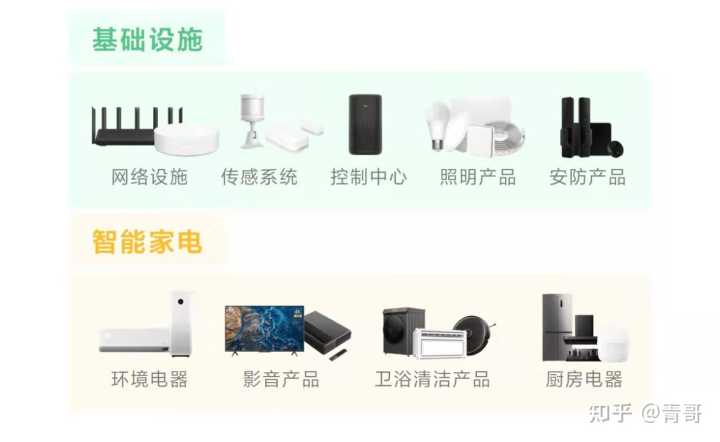 基础设施
网络设施 传感系统 控制中心 照明产品 安防产品
智能家电
环境电器 影音产品 卫浴清洁产品 厨房电器
知乎 @青哥